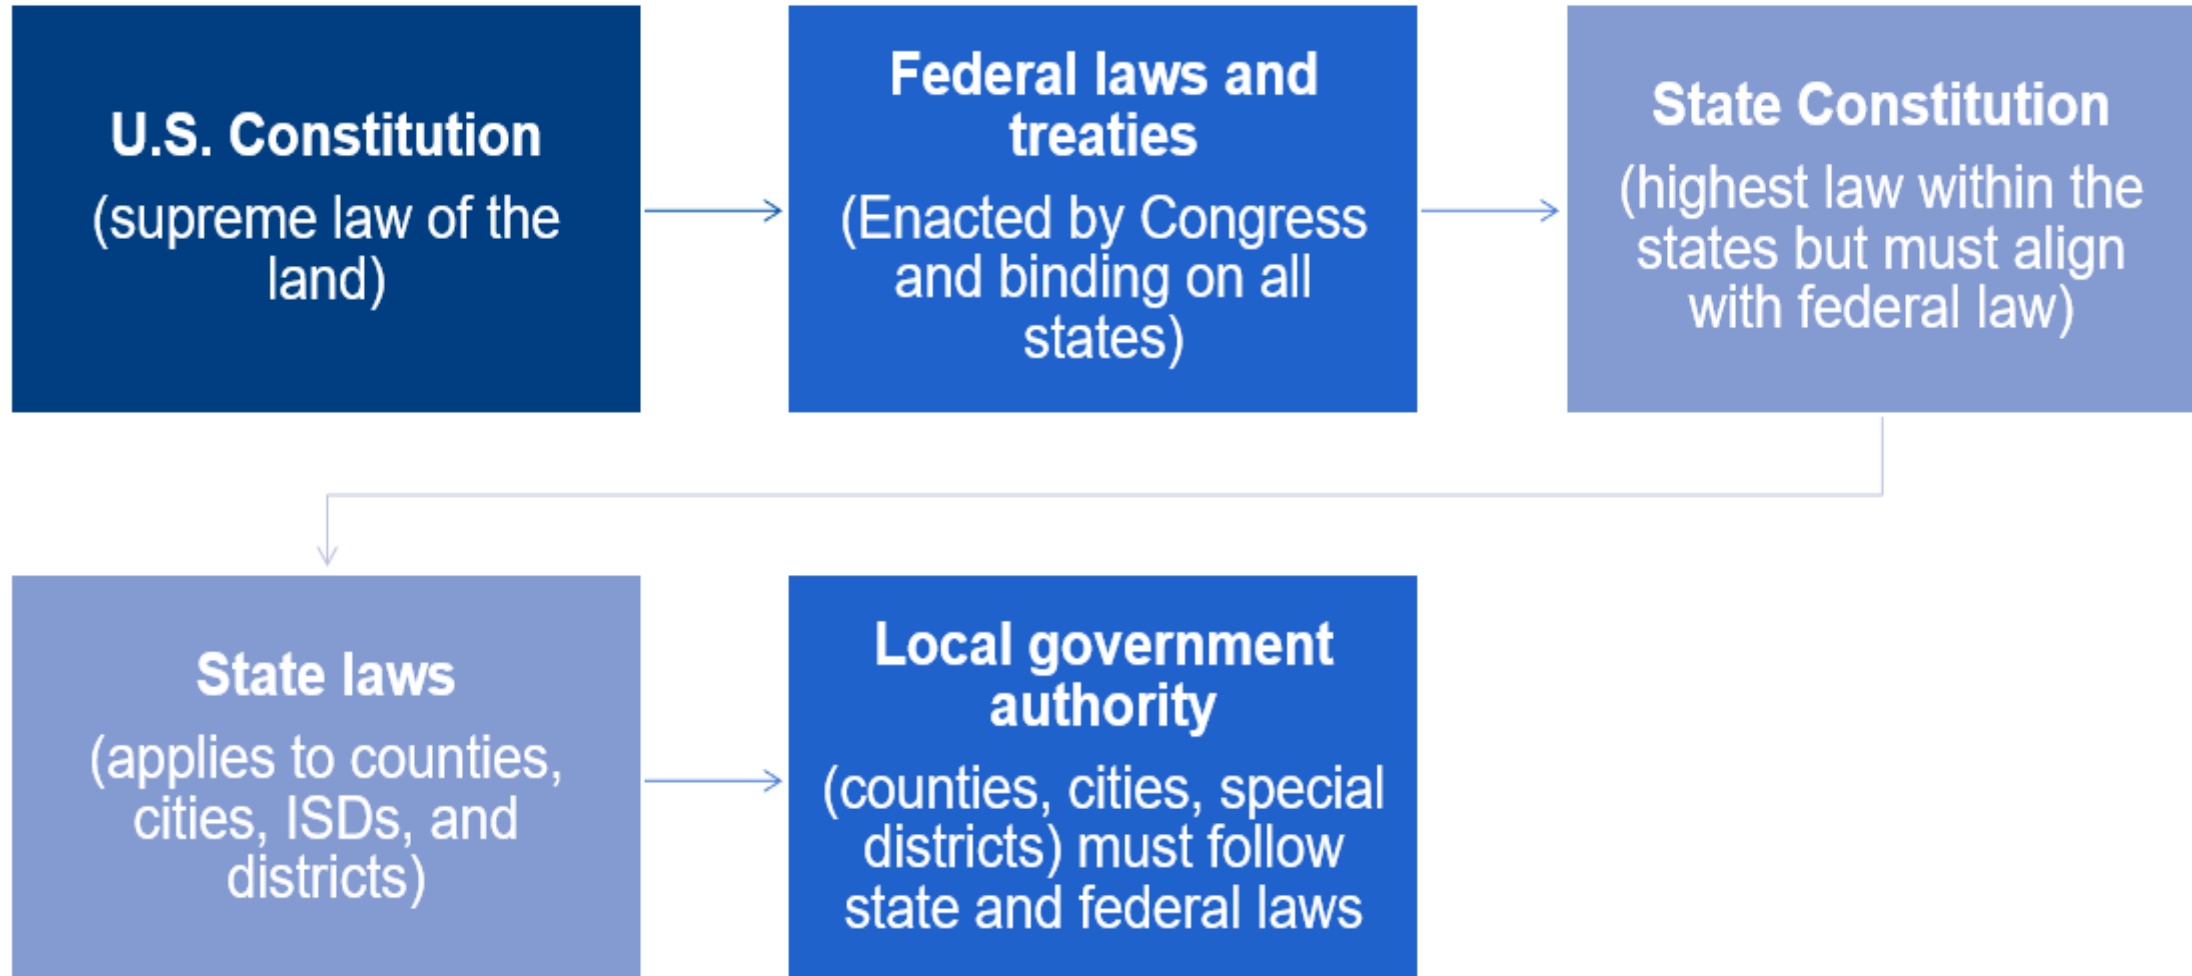 U.S. Constitution
(supreme law of the
land)
Federal laws and
treaties
(Enacted by Congress
and binding on all
states)
State Constitution
(highest law within the
states but must align
with federal law)
State laws
(applies to counties,
cities, ISDs, and
districts)
Local government
authority
(counties, cities, special
districts) must follow
state and federal laws